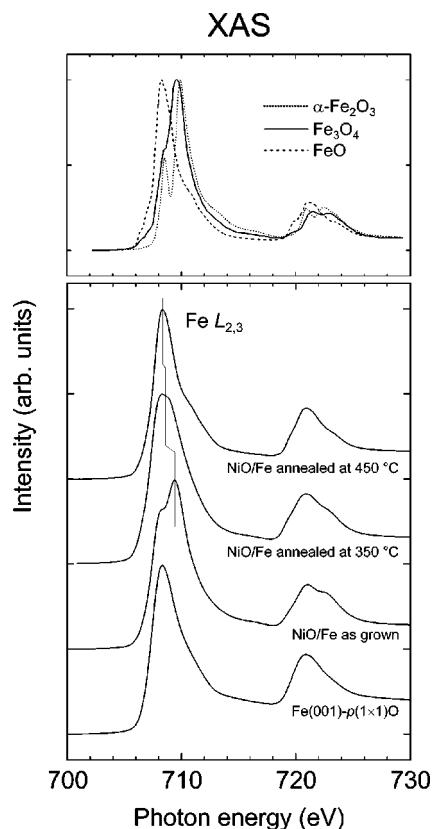 XAS
α-Fe₂O₃
Fe₃O₄
FeO
Intensity (arb. units)
Fe L₂,₃
NiO/Fe annealed at 450 °C
NiO/Fe annealed at 350 °C
NiO/Fe as grown
Fe(001)-p(1×1)O
700 710 720 730
Photon energy (eV)